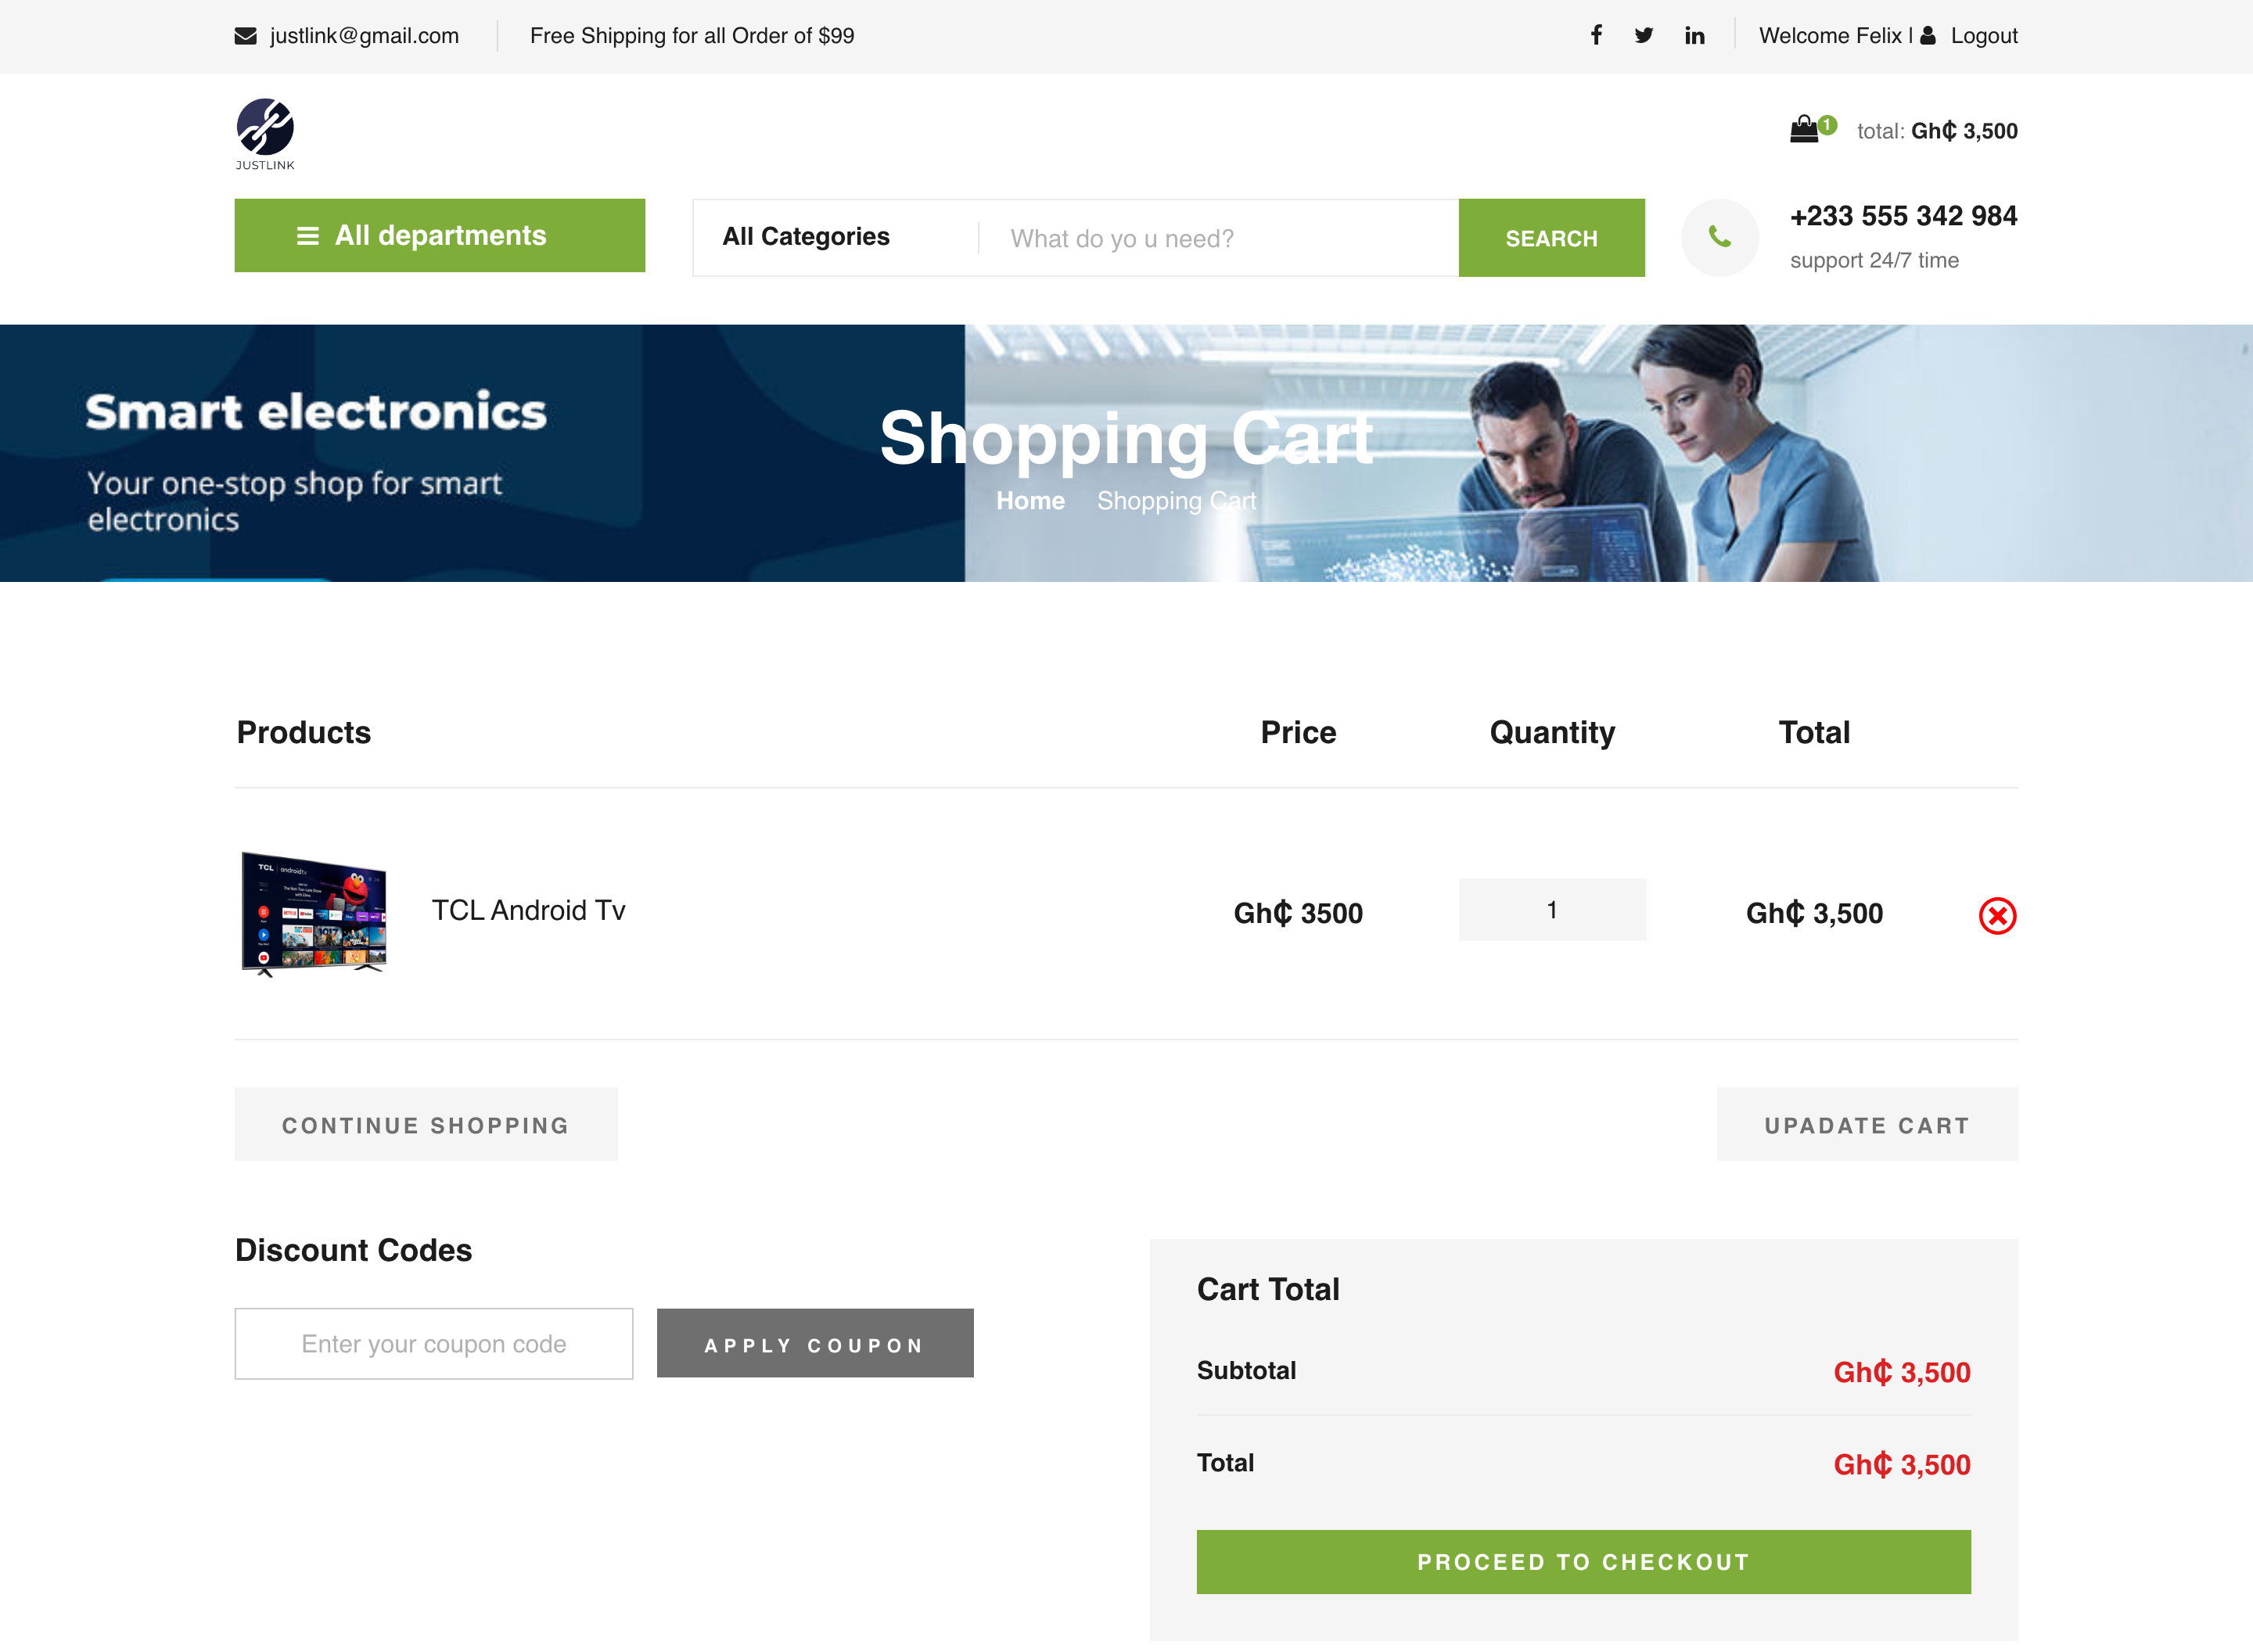 justlink@gmail.com
Free Shipping for all Order of $99
Welcome Felix | Logout
JUSTLINK
1
total: Gh₵ 3,500
All departments
All Categories
What do yo u need?
SEARCH
+233 555 342 984
support 24/7 time
Smart electronics
Your one-stop shop for smart
electronics
Shopping Cart
Home Shopping Cart
Products Price Quantity Total
TCL androidtv
TCL Android Tv
Gh₵ 3500
1
Gh₵ 3,500
CONTINUE SHOPPING
UPADATE CART
Discount Codes
Enter your coupon code
APPLY COUPON
Cart Total
Subtotal Gh₵ 3,500
Total Gh₵ 3,500
PROCEED TO CHECKOUT